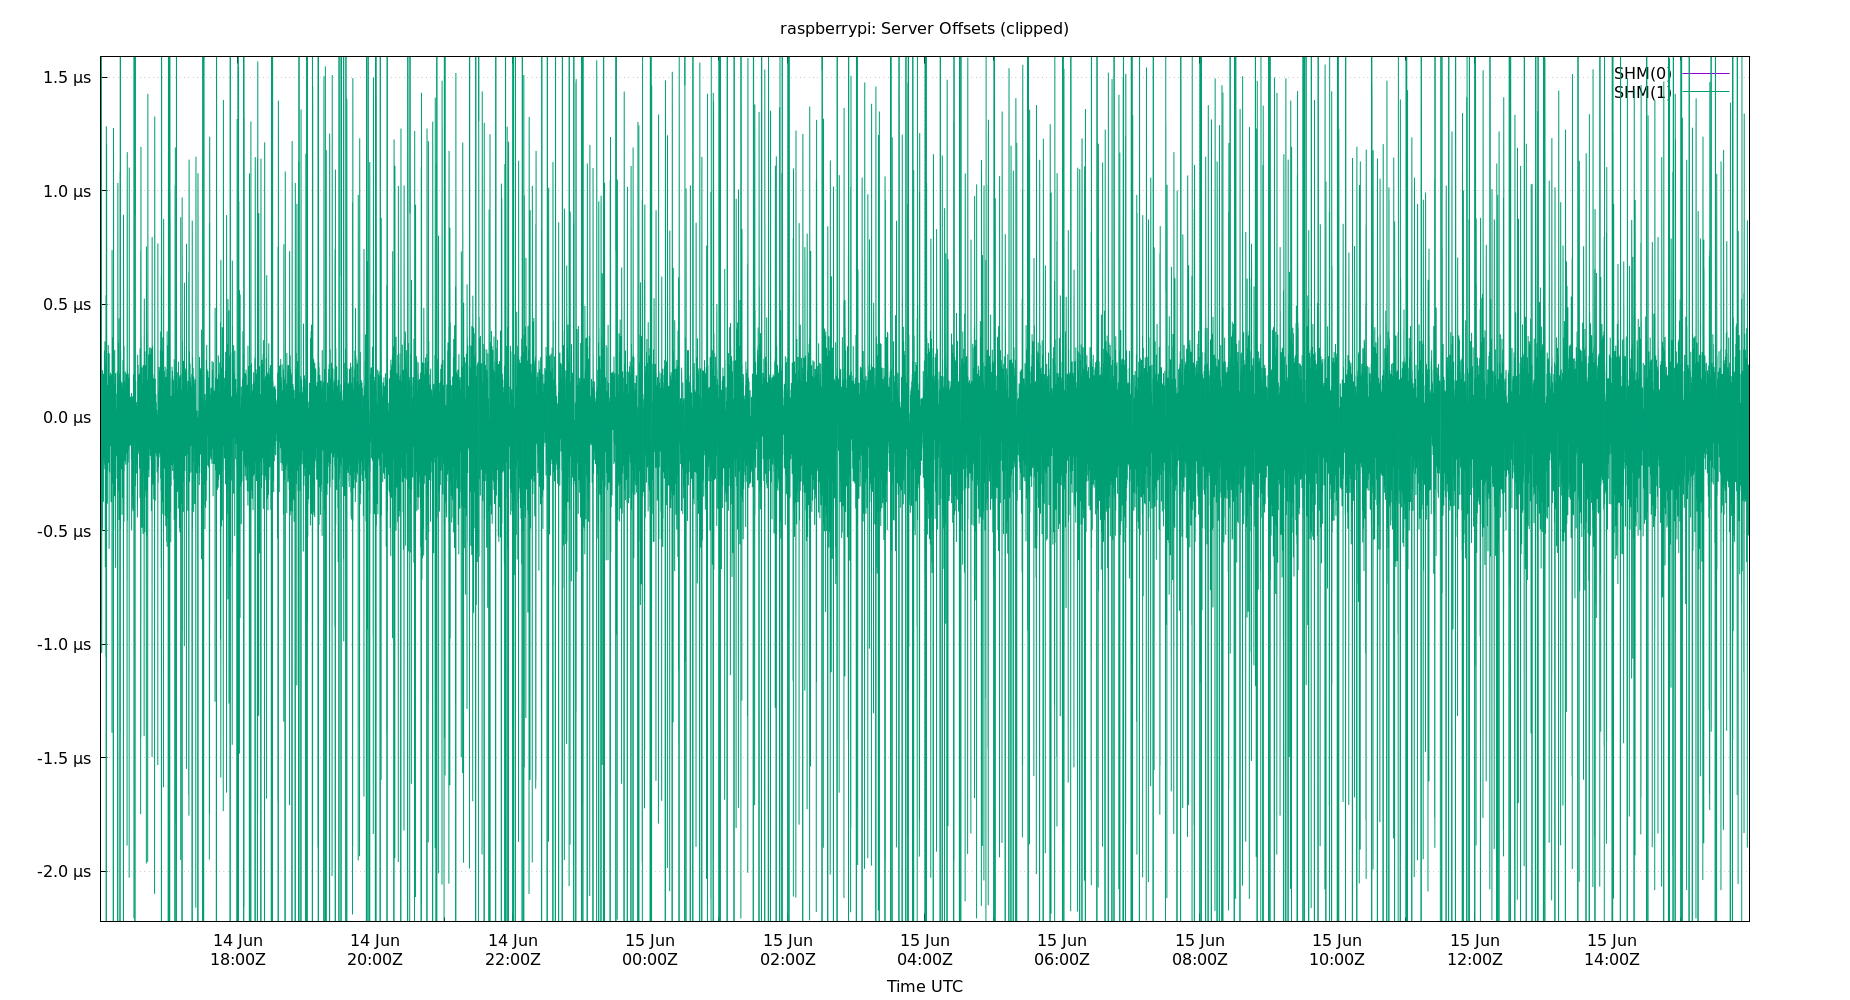 raspberrypi: Server Offsets (clipped)
SHM(0)
SHM(1)
1.5 µs
1.0 µs
0.5 µs
0.0 µs
-0.5 µs
-1.0 µs
-1.5 µs
-2.0 µs
14 Jun 14 Jun 14 Jun 15 Jun 15 Jun 15 Jun 15 Jun 15 Jun 15 Jun 15 Jun 15 Jun
18:00Z 20:00Z 22:00Z 00:00Z 02:00Z 04:00Z 06:00Z 08:00Z 10:00Z 12:00Z 14:00Z
Time UTC